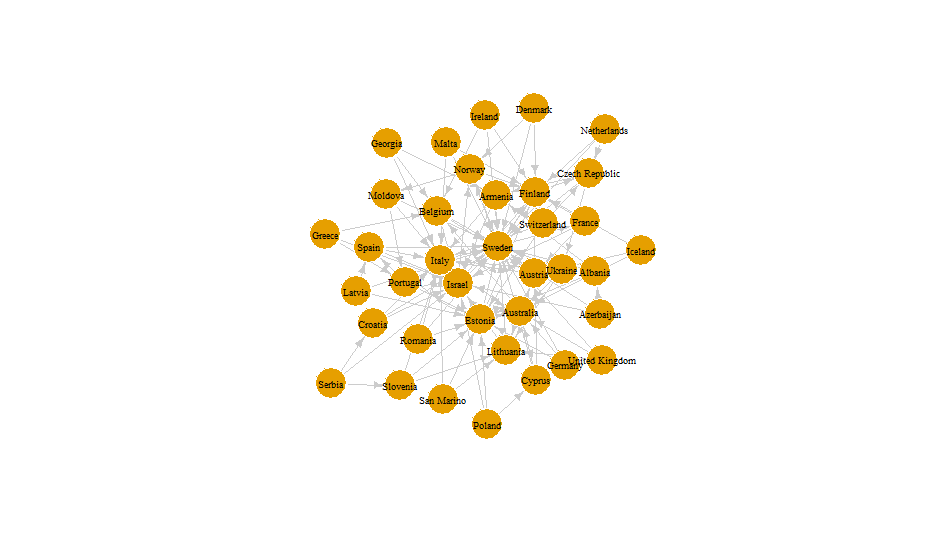 Denmark
Ireland
Netherlands
Georgia
Malta
Norway
Czech Republic
Moldova
Armenia
Finland
Belgium
Switzerland
France
Greece
Spain
Sweden
Iceland
Italy
Austria
Ukraine
Albania
Portugal
Israel
Latvia
Croatia
Estonia
Australia
Azerbaijan
Romania
Lithuania
United Kingdom
Germany
Serbia
Slovenia
Cyprus
San Marino
Poland